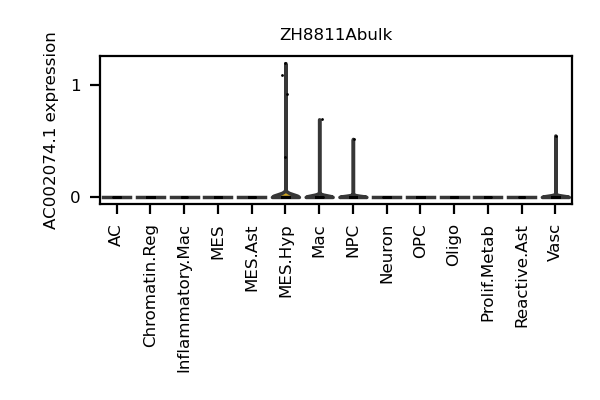 ZH8811Abulk
AC002074.1 expression
1
0
AC
Chromatin.Reg
Inflammatory.Mac
MES
MES.Ast
MES.Hyp
Mac
NPC
Neuron
OPC
Oligo
Prolif.Metab
Reactive.Ast
Vasc